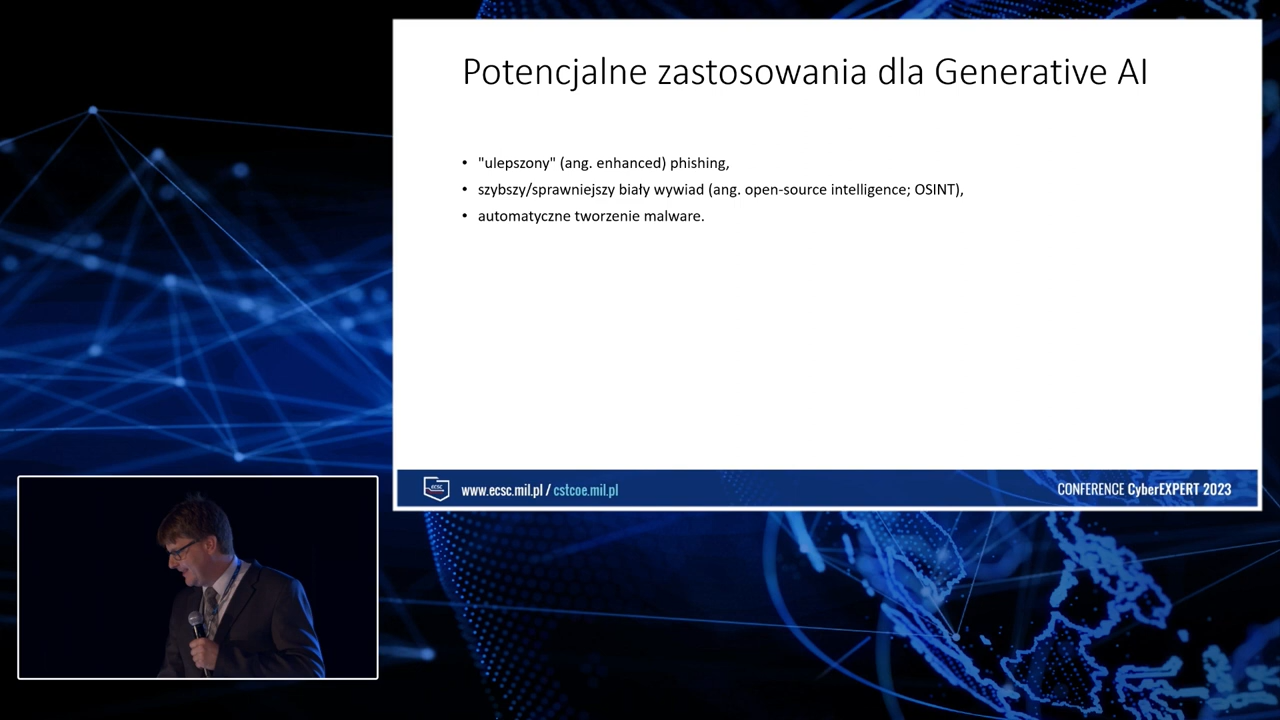 Potencjalne zastosowania dla Generative AI
• "ulepszony" (ang. enhanced) phishing,
• szybszy/sprawniejszy biały wywiad (ang. open-source intelligence; OSINT),
• automatyczne tworzenie malware.
ecsc
www.ecsc.mil.pl / cstcoe.mil.pl
CONFERENCE CyberEXPERT 2023